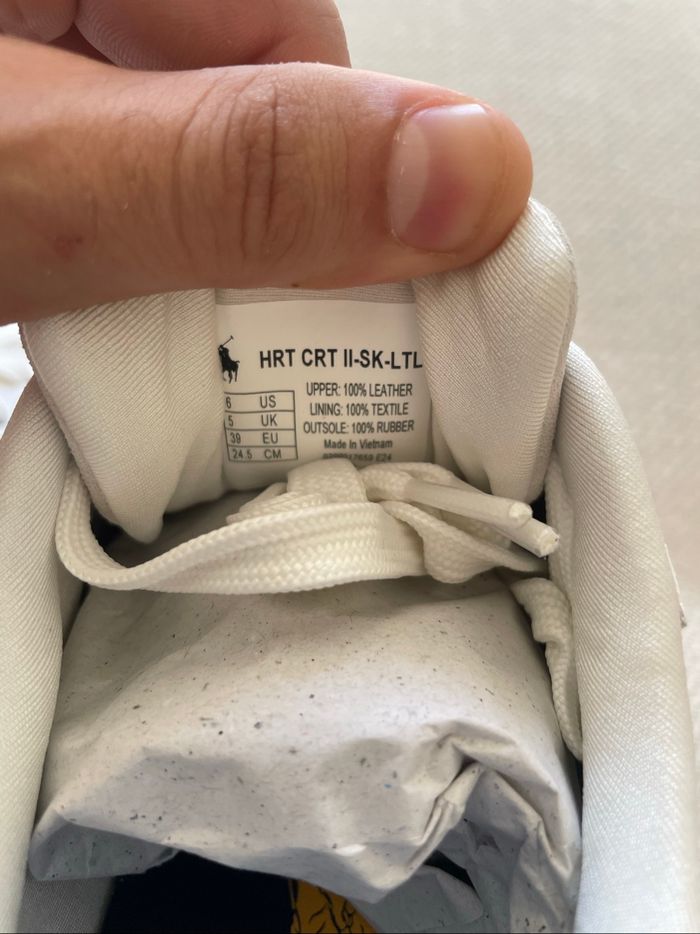 HRT CRT II-SK-LTL
6 US
5 UK
39 EU
24.5 CM
UPPER: 100% LEATHER
LINING: 100% TEXTILE
OUTSOLE: 100% RUBBER
Made In Vietnam
E24